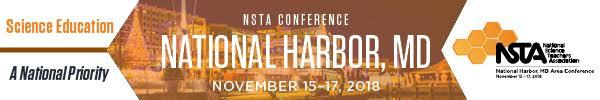 Science Education
A National Priority
NSTA CONFERENCE
NATIONAL HARBOR, MD
NOVEMBER 15–17, 2018
NSTA
National
Science
Teachers
Association
National Harbor, MD Area Conference
November 15–17, 2018